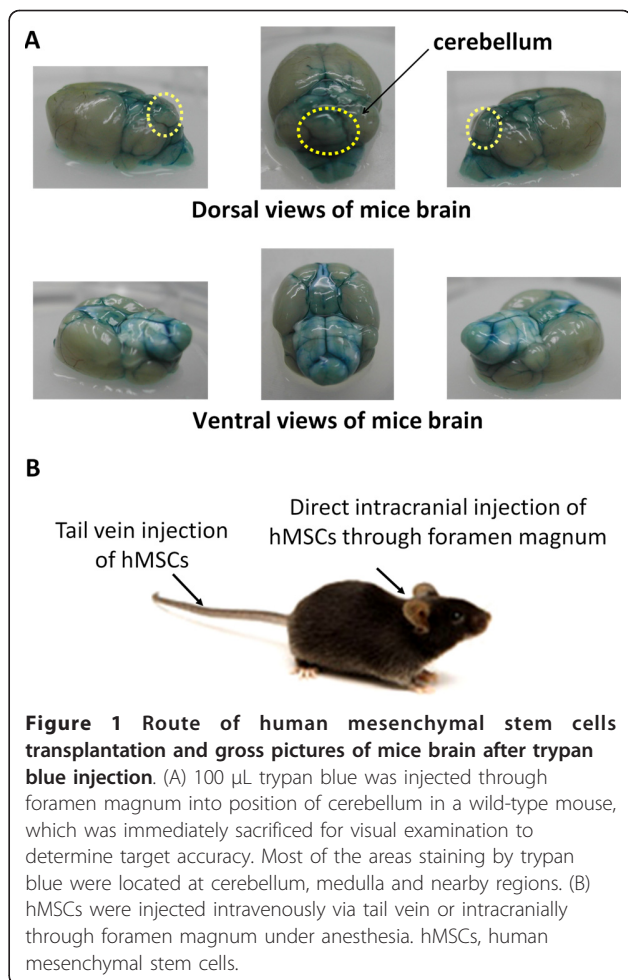 A
cerebellum
Dorsal views of mice brain
Ventral views of mice brain
B
Tail vein injection
of hMSCs
Direct intracranial injection of
hMSCs through foramen magnum
Figure 1 Route of human mesenchymal stem cells
transplantation and gross pictures of mice brain after trypan
blue injection. (A) 100 μL trypan blue was injected through
foramen magnum into position of cerebellum in a wild-type mouse,
which was immediately sacrificed for visual examination to
determine target accuracy. Most of the areas staining by trypan
blue were located at cerebellum, medulla and nearby regions. (B)
hMSCs were injected intravenously via tail vein or intracranially
through foramen magnum under anesthesia. hMSCs, human
mesenchymal stem cells.